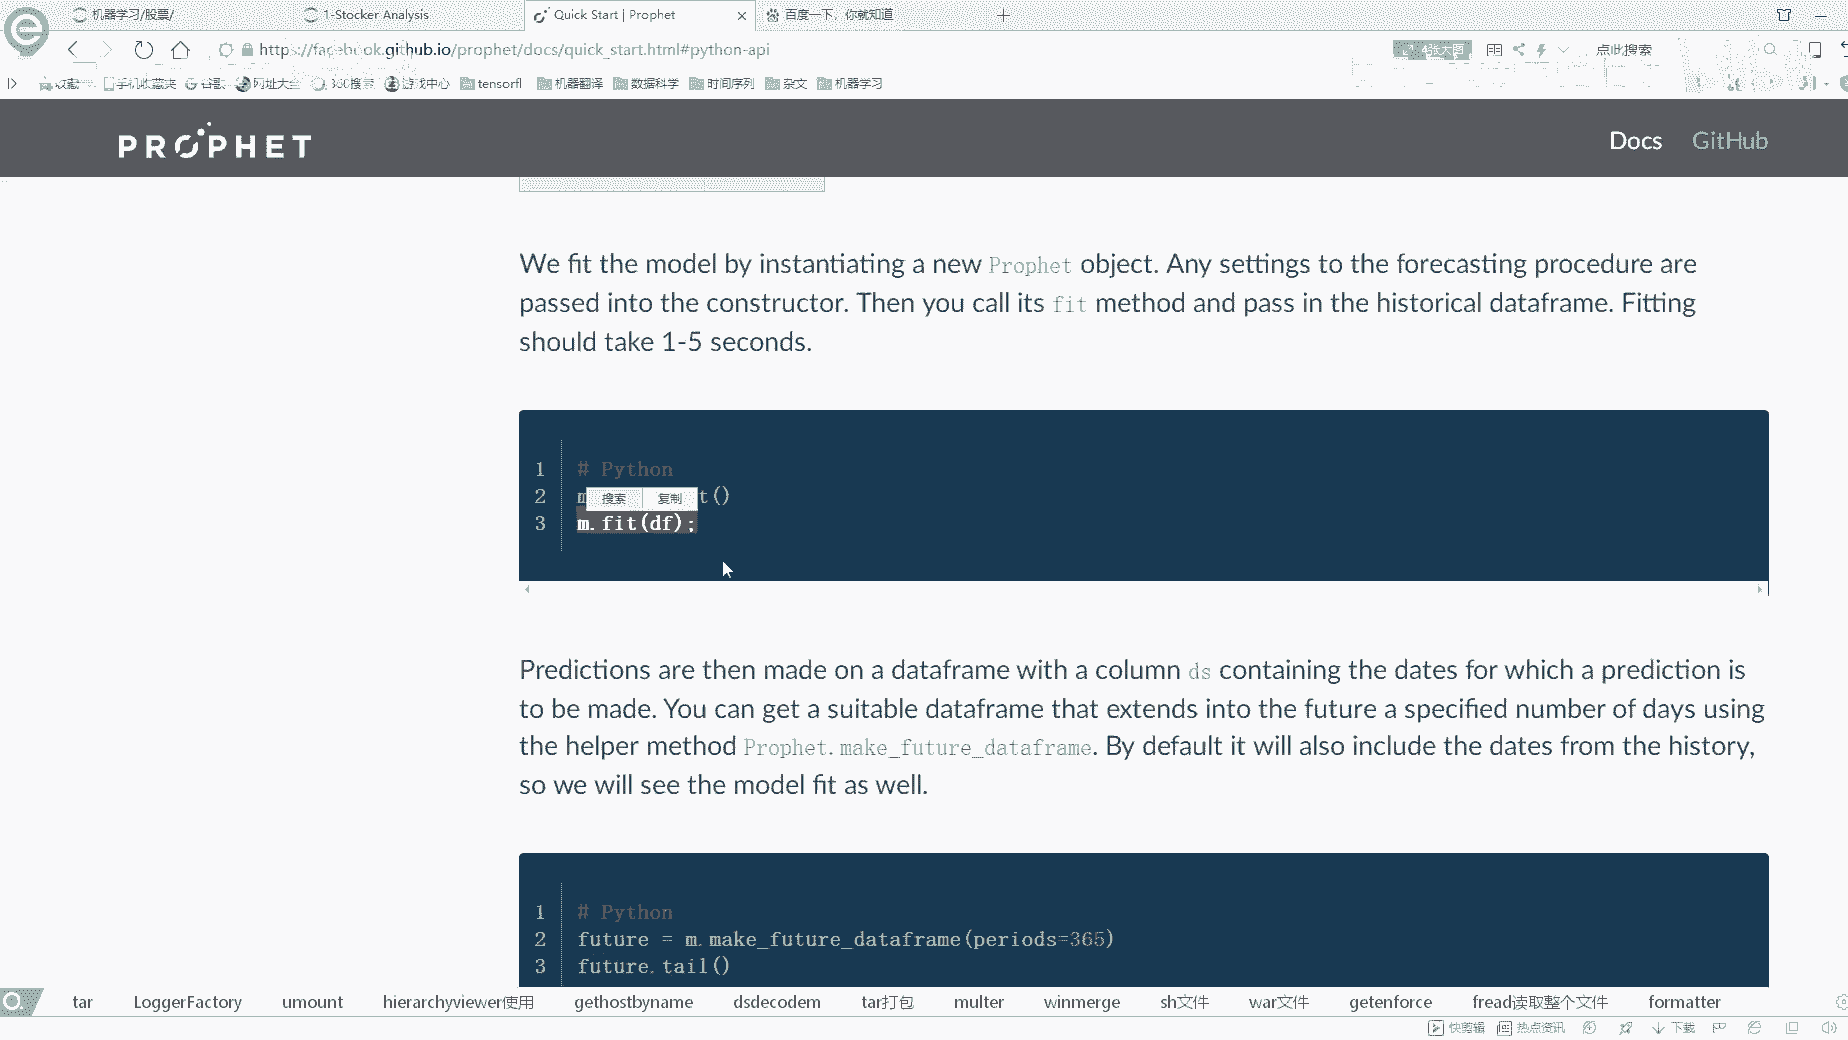 机器学习/股票/
1-Stocker Analysis
Quick Start | Prophet
百度一下，你就知道
github.io/prophet/docs/quick_start.html#python-api
点此搜索
收藏
手机收藏夹
谷歌
网址大全
360搜索
游戏中心
tensorfl
机器翻译
数据科学
时间序列
杂文
机器学习
PROPHET
Docs
GitHub
We fit the model by instantiating a new Prophet object. Any settings to the forecasting procedure are
passed into the constructor. Then you call its fit method and pass in the historical dataframe. Fitting
should take 1-5 seconds.
1 # Python
2 m t()
搜索 复制
3 m.fit(df);
Predictions are then made on a dataframe with a column ds containing the dates for which a prediction is
to be made. You can get a suitable dataframe that extends into the future a specified number of days using
the helper method Prophet.make_future_dataframe. By default it will also include the dates from the history,
so we will see the model fit as well.
1 # Python
2 future = m.make_future_dataframe(periods=365)
3 future.tail()
tar LoggerFactory umount hierarchyviewer使用 gethostbyname dsdecodem tar打包 multer winmerge sh文件 war文件 getenforce fread读取整个文件 formatter
快剪辑 热点资讯 下载